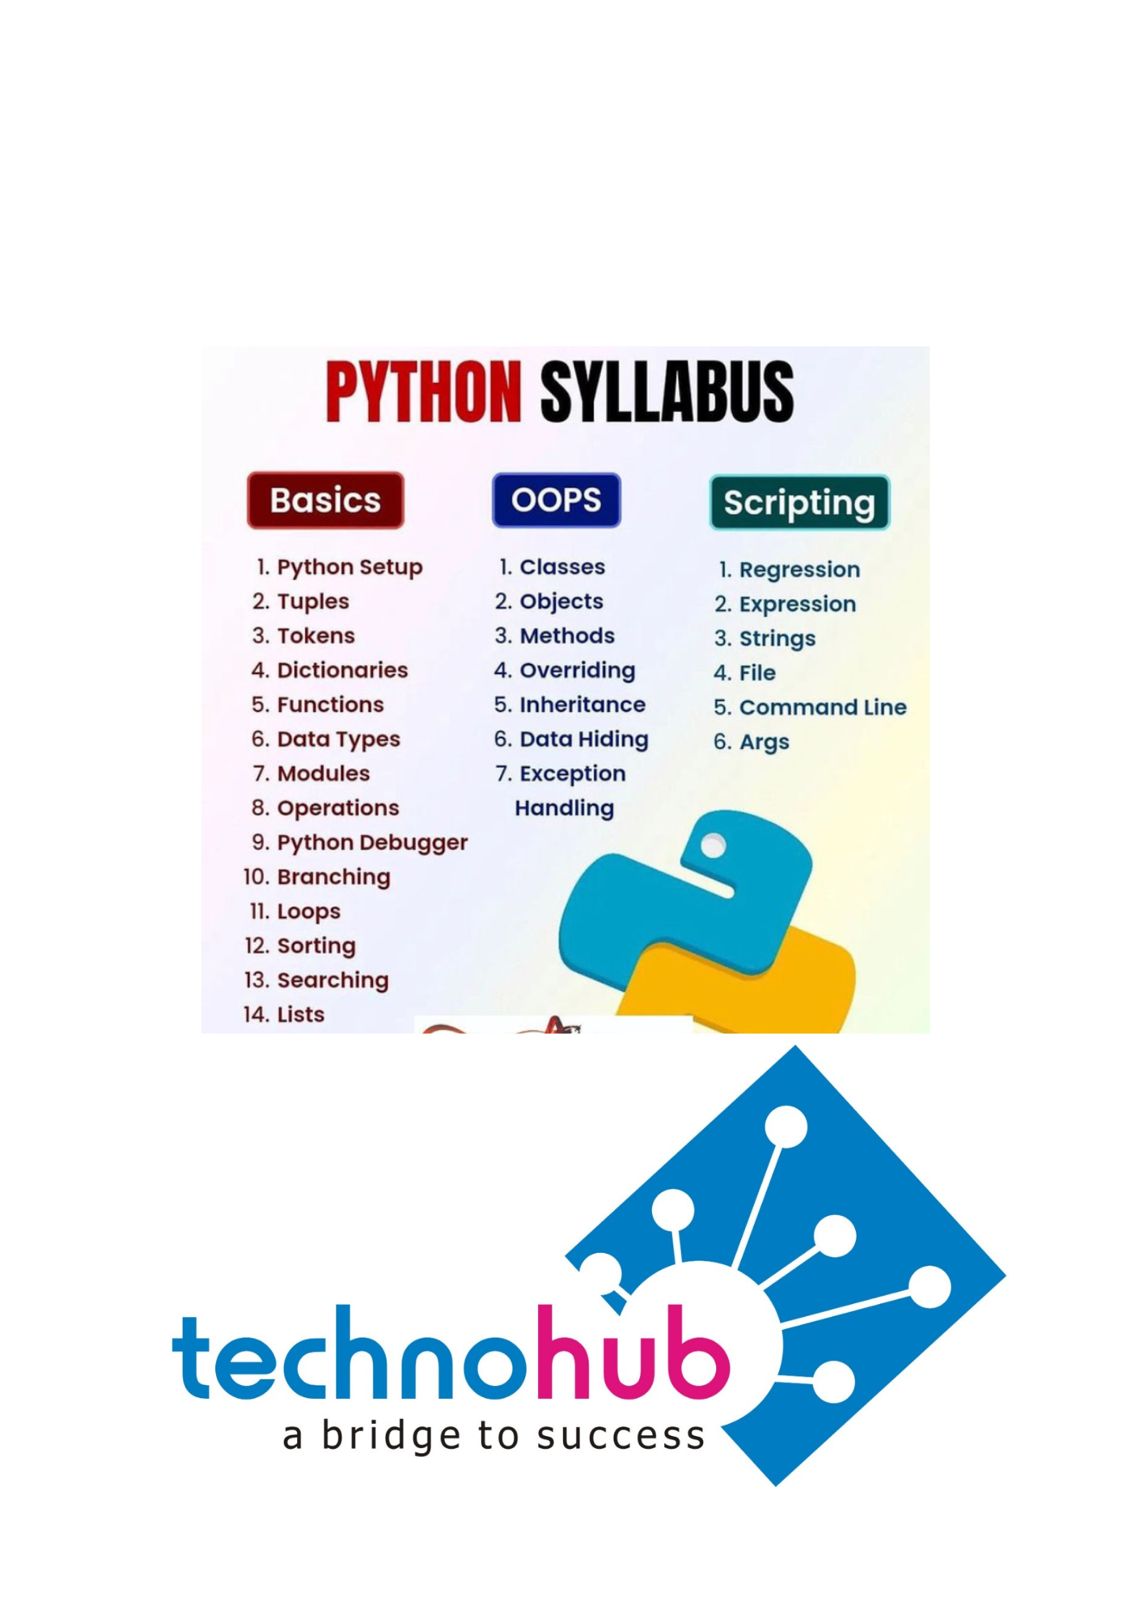 PYTHON SYLLABUS
Basics
1. Python Setup
2. Tuples
3. Tokens
4. Dictionaries
5. Functions
6. Data Types
7. Modules
8. Operations
9. Python Debugger
10. Branching
11. Loops
12. Sorting
13. Searching
14. Lists
OOPS
1. Classes
2. Objects
3. Methods
4. Overriding
5. Inheritance
6. Data Hiding
7. Exception
Handling
Scripting
1. Regression
2. Expression
3. Strings
4. File
5. Command Line
6. Args
technohub
a bridge to success